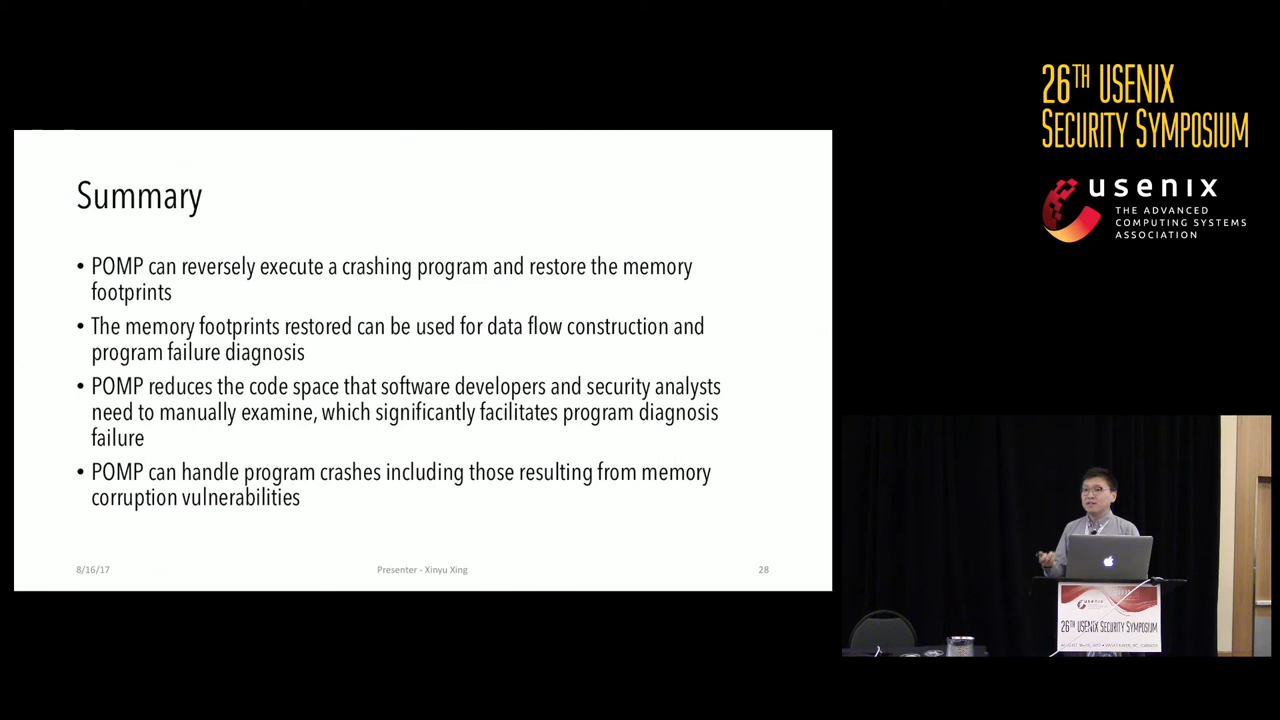 26TH USENIX
SECURITY SYMPOSIUM
usenix
THE ADVANCED
COMPUTING SYSTEMS
ASSOCIATION
Summary
• POMP can reversely execute a crashing program and restore the memory
footprints
• The memory footprints restored can be used for data flow construction and
program failure diagnosis
• POMP reduces the code space that software developers and security analysts
need to manually examine, which significantly facilitates program diagnosis
failure
• POMP can handle program crashes including those resulting from memory
corruption vulnerabilities
8/16/17
Presenter - Xinyu Xing
28
usenix
26TH USENIX SECURITY SYMPOSIUM